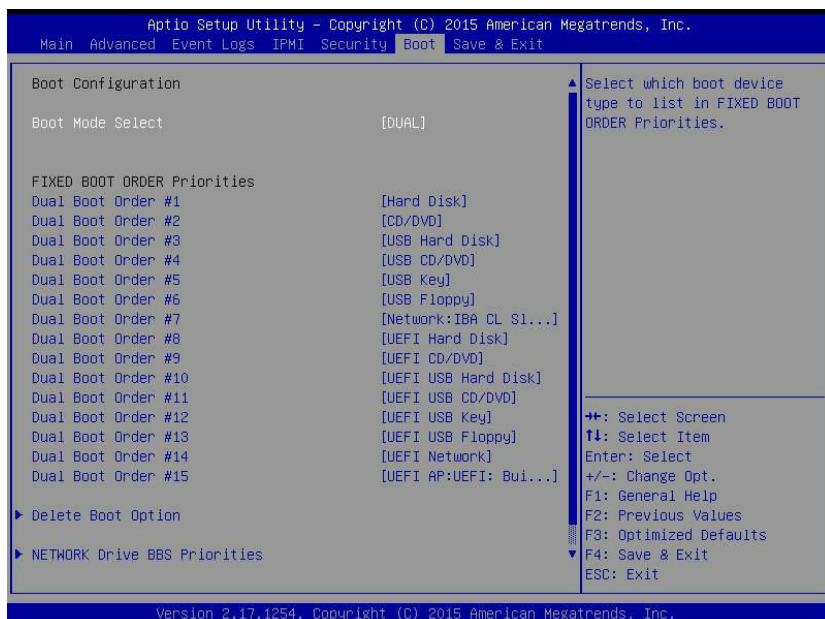 Aptio Setup Utility – Copyright (C) 2015 American Megatrends, Inc.
Main Advanced Event Logs IPMI Security Boot Save & Exit
Boot Configuration
Boot Mode Select [DUAL]
FIXED BOOT ORDER Priorities
Dual Boot Order #1 [Hard Disk]
Dual Boot Order #2 [CD/DVD]
Dual Boot Order #3 [USB Hard Disk]
Dual Boot Order #4 [USB CD/DVD]
Dual Boot Order #5 [USB Key]
Dual Boot Order #6 [USB Floppy]
Dual Boot Order #7 [Network:IBA CL Sl...]
Dual Boot Order #8 [UEFI Hard Disk]
Dual Boot Order #9 [UEFI CD/DVD]
Dual Boot Order #10 [UEFI USB Hard Disk]
Dual Boot Order #11 [UEFI USB CD/DVD]
Dual Boot Order #12 [UEFI USB Key]
Dual Boot Order #13 [UEFI USB Floppy]
Dual Boot Order #14 [UEFI Network]
Dual Boot Order #15 [UEFI AP:UEFI: Bui...]
Delete Boot Option
NETWORK Drive BBS Priorities
Select which boot device
type to list in FIXED BOOT
ORDER Priorities.
→←: Select Screen
↑↓: Select Item
Enter: Select
+/-: Change Opt.
F1: General Help
F2: Previous Values
F3: Optimized Defaults
F4: Save & Exit
ESC: Exit
Version 2.17.1254. Copyright (C) 2015 American Megatrends, Inc.